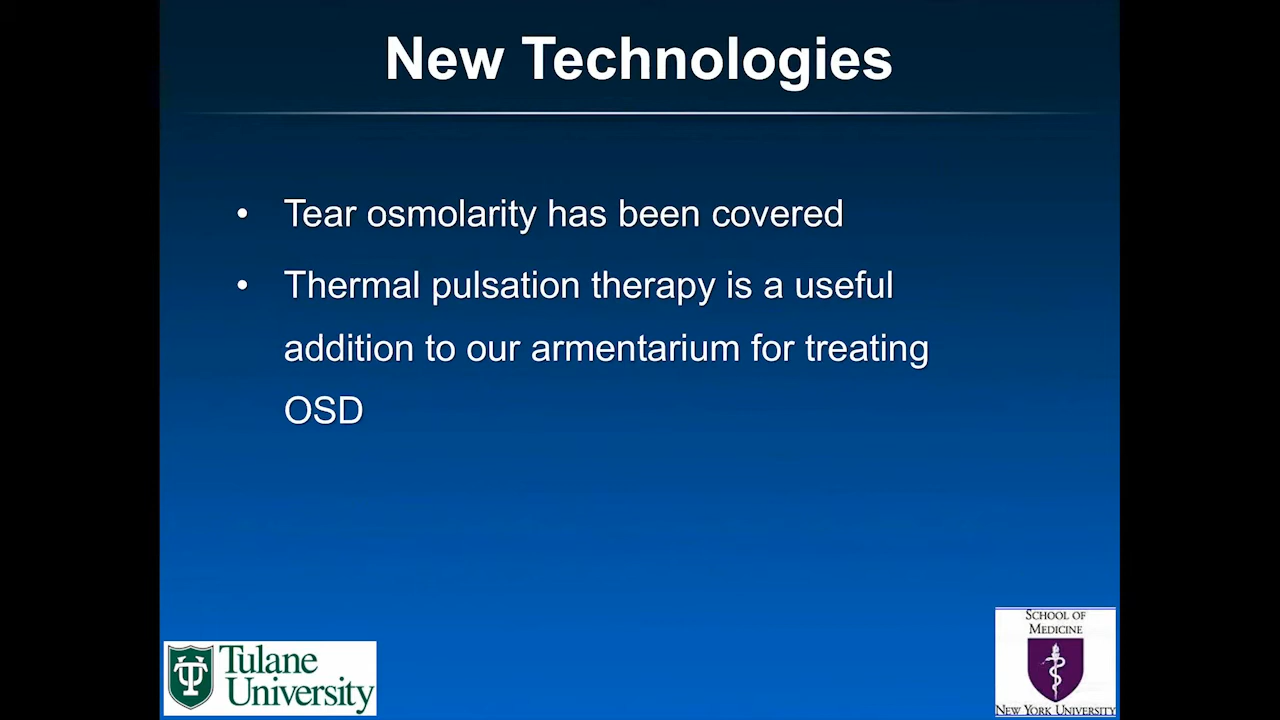 New Technologies
• Tear osmolarity has been covered
• Thermal pulsation therapy is a useful
addition to our armentarium for treating
OSD
Tulane
University
SCHOOL OF
MEDICINE
NEW YORK UNIVERSITY